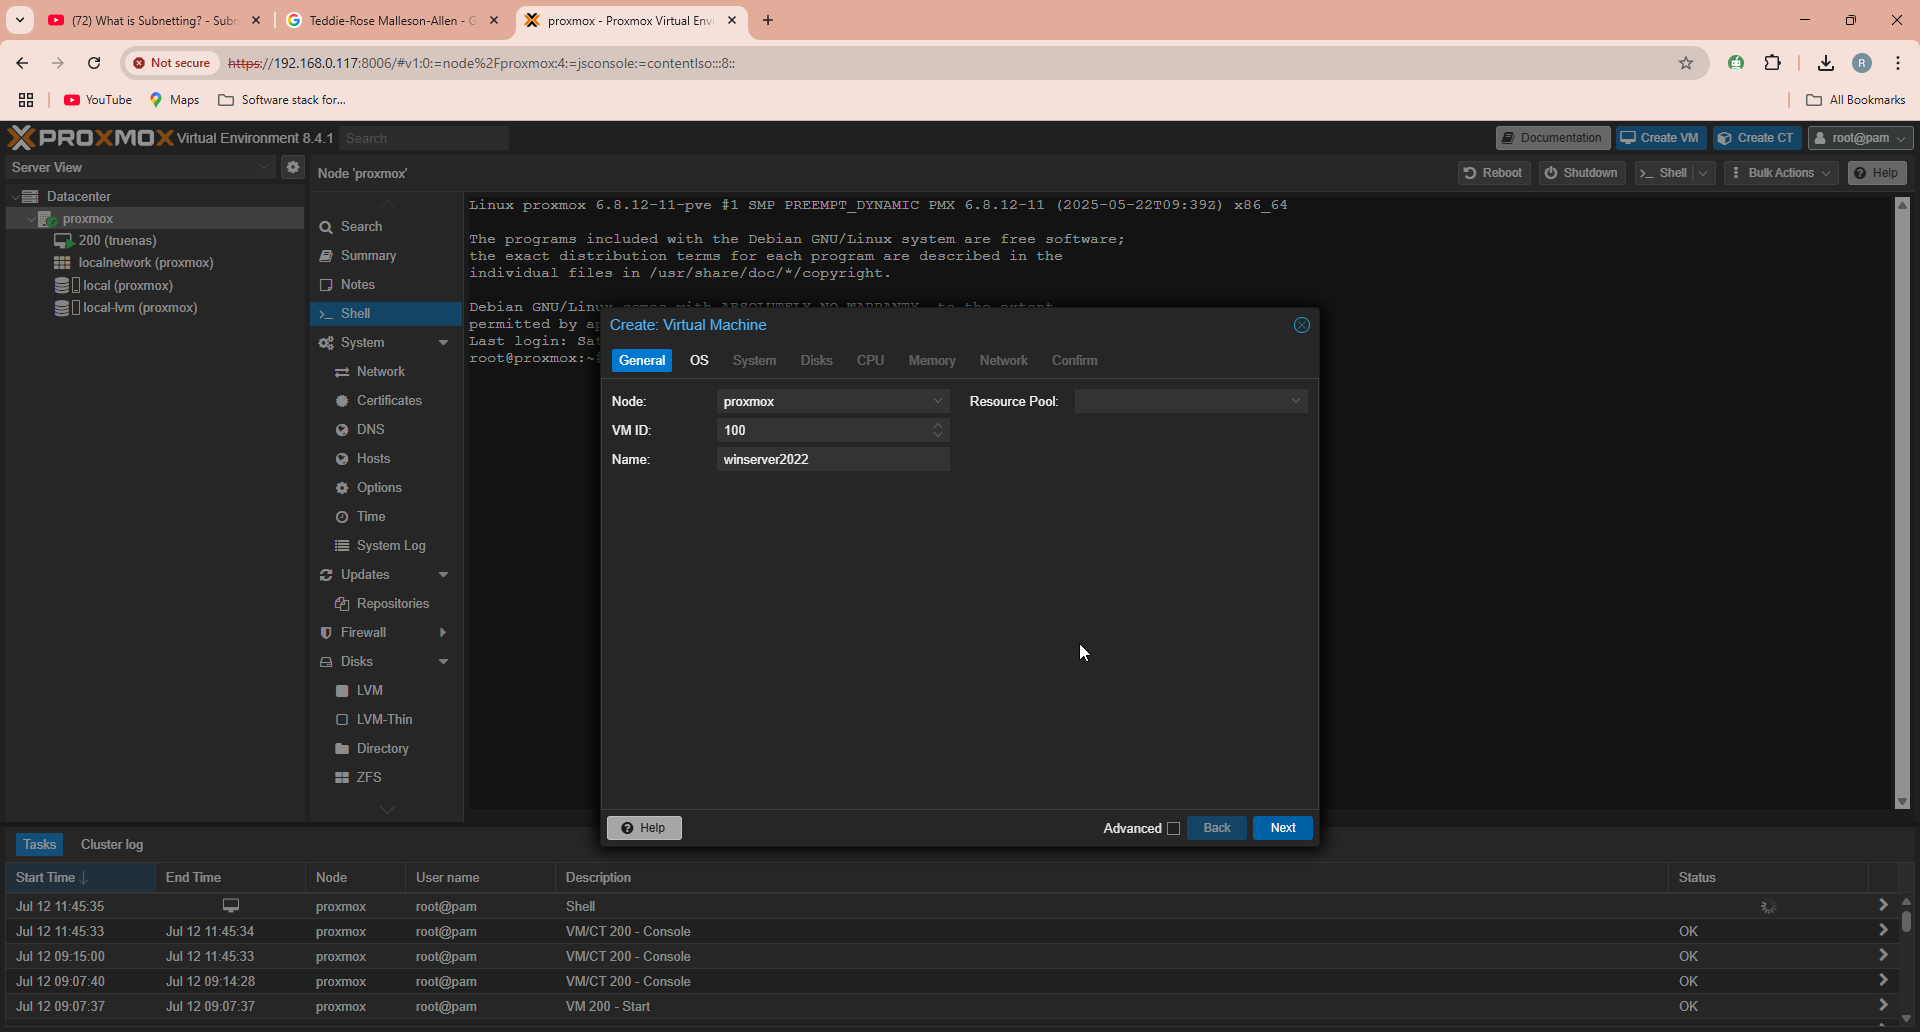 (72) What is Subnetting? - Sub
Teddie-Rose Malleson-Allen - G
proxmox - Proxmox Virtual Envi
Not secure
https://192.168.0.117:8006/#v1:0:=node%2Fproxmox:4:=jsconsole:=contentIso:::8::
R
YouTube
Maps
Software stack for...
All Bookmarks
PROXMOX Virtual Environment 8.4.1
Search
Documentation
Create VM
Create CT
root@pam
Server View
Node 'proxmox'
Reboot
Shutdown
>_ Shell
Bulk Actions
Help
Datacenter
proxmox
200 (truenas)
localnetwork (proxmox)
local (proxmox)
local-lvm (proxmox)
Search
Summary
Notes
>_ Shell
System
Network
Certificates
DNS
Hosts
Options
Time
System Log
Updates
Repositories
Firewall
Disks
LVM
LVM-Thin
Directory
ZFS
Linux proxmox 6.8.12-11-pve #1 SMP PREEMPT_DYNAMIC PMX 6.8.12-11 (2025-05-22T09:39Z) x86_64
The programs included with the Debian GNU/Linux system are free software;
the exact distribution terms for each program are described in the
individual files in /usr/share/doc/*/copyright.
Debian GNU/Linux comes with ABSOLUTELY NO WARRANTY, to the extent
permitted by ap
Last login: Sat
root@proxmox:~#
Create: Virtual Machine
General
OS
System
Disks
CPU
Memory
Network
Confirm
Node:
proxmox
Resource Pool:
VM ID:
100
Name:
winserver2022
Help
Advanced
Back
Next
Tasks
Cluster log
Start Time
End Time
Node
User name
Description
Status
Jul 12 11:45:35 proxmox root@pam Shell
Jul 12 11:45:33 Jul 12 11:45:34 proxmox root@pam VM/CT 200 - Console OK
Jul 12 09:15:00 Jul 12 11:45:33 proxmox root@pam VM/CT 200 - Console OK
Jul 12 09:07:40 Jul 12 09:14:28 proxmox root@pam VM/CT 200 - Console OK
Jul 12 09:07:37 Jul 12 09:07:37 proxmox root@pam VM 200 - Start OK